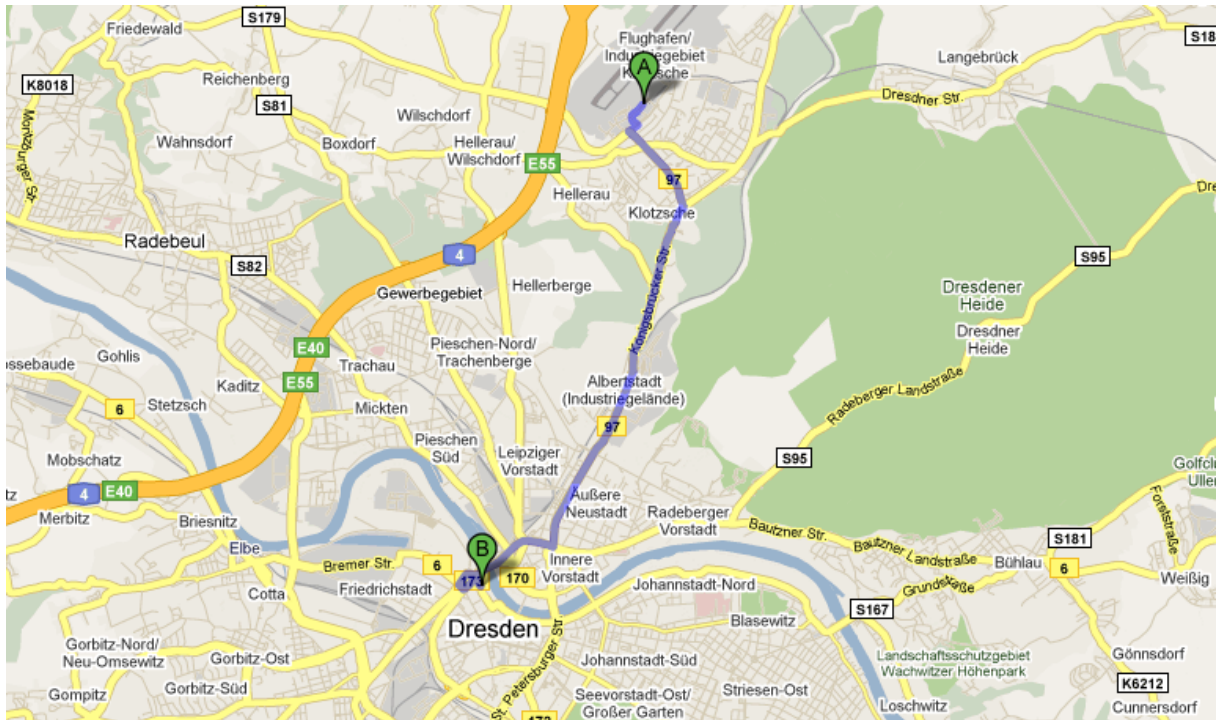 S179
Friedewald
Flughafen/
Industriegebiet
A
Langebrück
Reichenberg
K8018
S81
Dresdner Str.
Wilschdorf
Moritzburger Str.
Wahnsdorf
Boxdorf
Hellerau/
Wilschdorf
E55
97
Hellerau
Klotzsche
Radebeul
S82
4
S95
Gewerbegebiet
Hellerberge
Königsbrücker Str.
Dresdener
Heide
Dresdner
Heide
E40
Gohlis
Trachau
Pieschen-Nord/
Trachenberge
Kaditz
E55
Albertstadt
(Industriegelände)
Radeberger Landstraße
6
Stetzsch
Mickten
97
Pieschen
Süd
Leipziger
Vorstadt
S95
Mobschatz
4
E40
Merbitz
Briesnitz
Äußere
Neustadt
Radeberger
Vorstadt
Bautzner Str.
Bautzner Landstraße
Forststraße
S181
Elbe
Bremer Str.
6
B
Innere
Vorstadt
Bühlau
6
Weißig
Friedrichstadt
173
170
Johannstadt-Nord
Grundstraße
Cotta
S167
Blasewitz
Dresden
St. Petersburger Str.
Gorbitz-Nord/
Neu-Omsewitz
Gorbitz-Ost
Johannstadt-Süd
Landschaftsschutzgebiet
Wachwitzer Höhenpark
Gönnsdorf
Gompitz
Gorbitz-Süd
Seevorstadt-Ost/
Großer Garten
Striesen-Ost
Loschwitz
K6212
Cunnersdorf